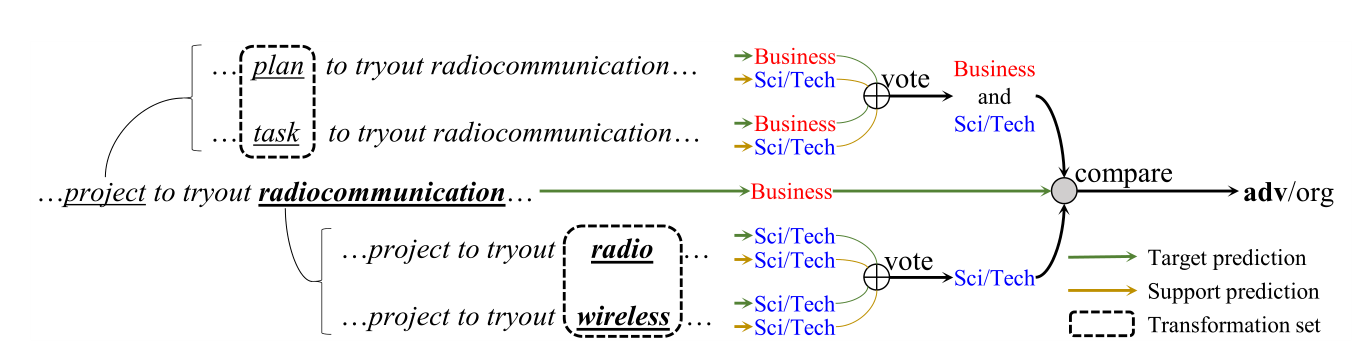 … plan to tryout radiocommunication…
Business
Sci/Tech
vote
Business
and
Sci/Tech
… task to tryout radiocommunication…
Business
Sci/Tech
…project to tryout radiocommunication…
Business
compare
adv/org
…project to tryout radio …
Sci/Tech
Sci/Tech
vote
Sci/Tech
…project to tryout wireless …
Sci/Tech
Sci/Tech
Target prediction
Support prediction
Transformation set